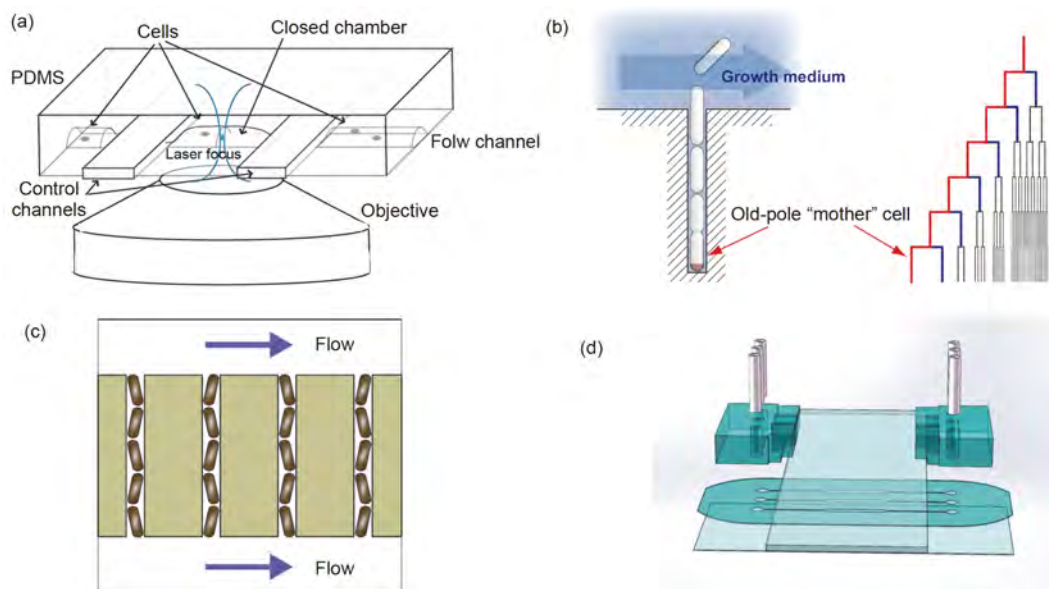 (a)
Cells
Closed chamber
PDMS
Folw channel
Laser focus
Control
channels
Objective
(b)
Growth medium
Old-pole “mother” cell
(c)
Flow
Flow
(d)